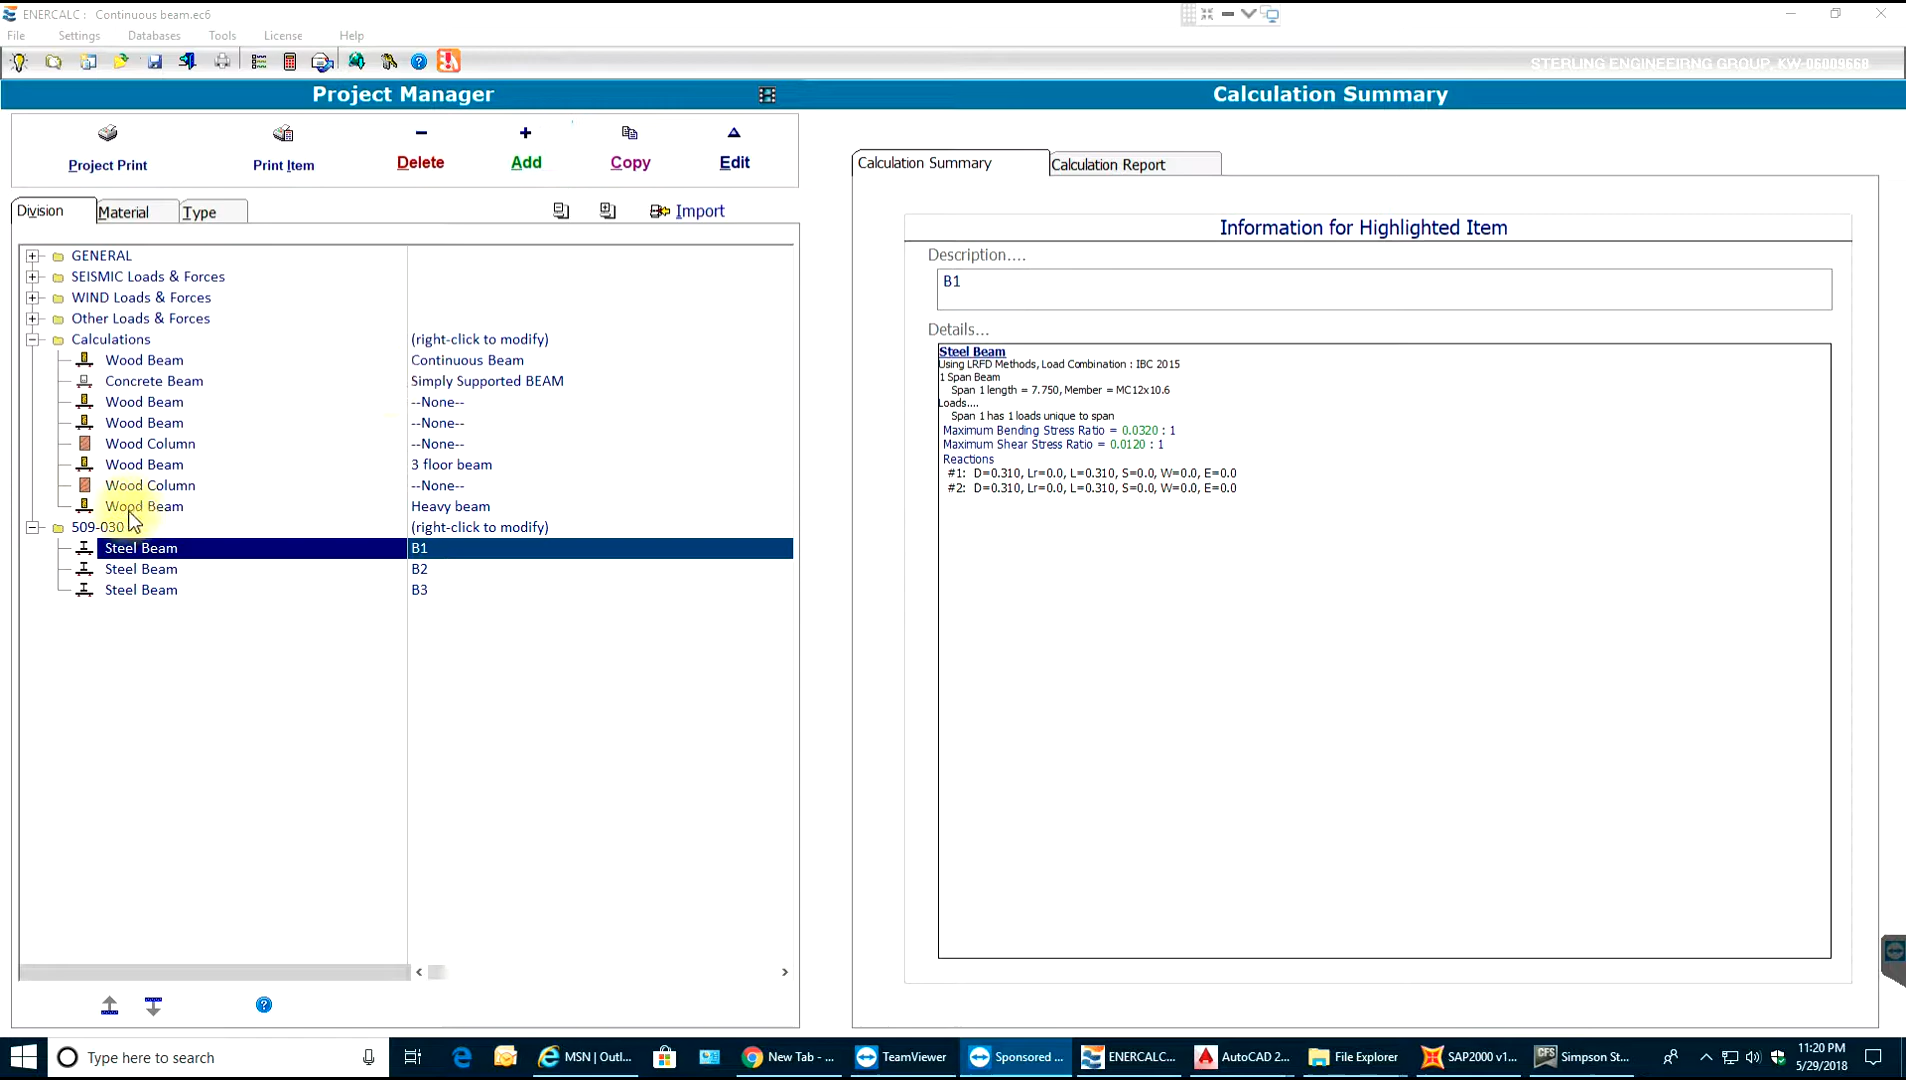 ENERCALC :   Continuous beam.ec6
File Settings Databases Tools License Help
STERLING ENGINEEIRNG GROUP, KW-06009668
Project Manager
Calculation Summary
Project Print
Print Item
Delete
Add
Copy
Edit
Division
Material
Type
Import
GENERAL
SEISMIC Loads & Forces
WIND Loads & Forces
Other Loads & Forces
Calculations (right-click to modify)
Wood Beam Continuous Beam
Concrete Beam Simply Supported BEAM
Wood Beam --None--
Wood Beam --None--
Wood Column --None--
Wood Beam 3 floor beam
Wood Column --None--
Wood Beam Heavy beam
509-030 (right-click to modify)
Steel Beam B1
Steel Beam B2
Steel Beam B3
Calculation Summary
Calculation Report
Information for Highlighted Item
Description....
B1
Details...
Steel Beam
Using LRFD Methods, Load Combination : IBC 2015
1 Span Beam
Span 1 length = 7.750, Member = MC12x10.6
Loads....
Span 1 has 1 loads unique to span
Maximum Bending Stress Ratio = 0.0320 : 1
Maximum Shear Stress Ratio = 0.0120 : 1
Reactions
#1: D=0.310, Lr=0.0, L=0.310, S=0.0, W=0.0, E=0.0
#2: D=0.310, Lr=0.0, L=0.310, S=0.0, W=0.0, E=0.0
Type here to search
MSN | Outl...
New Tab - ...
TeamViewer
Sponsored ...
ENERCALC...
AutoCAD 2...
File Explorer
SAP2000 v1...
CFS
Simpson St...
11:20 PM
5/29/2018